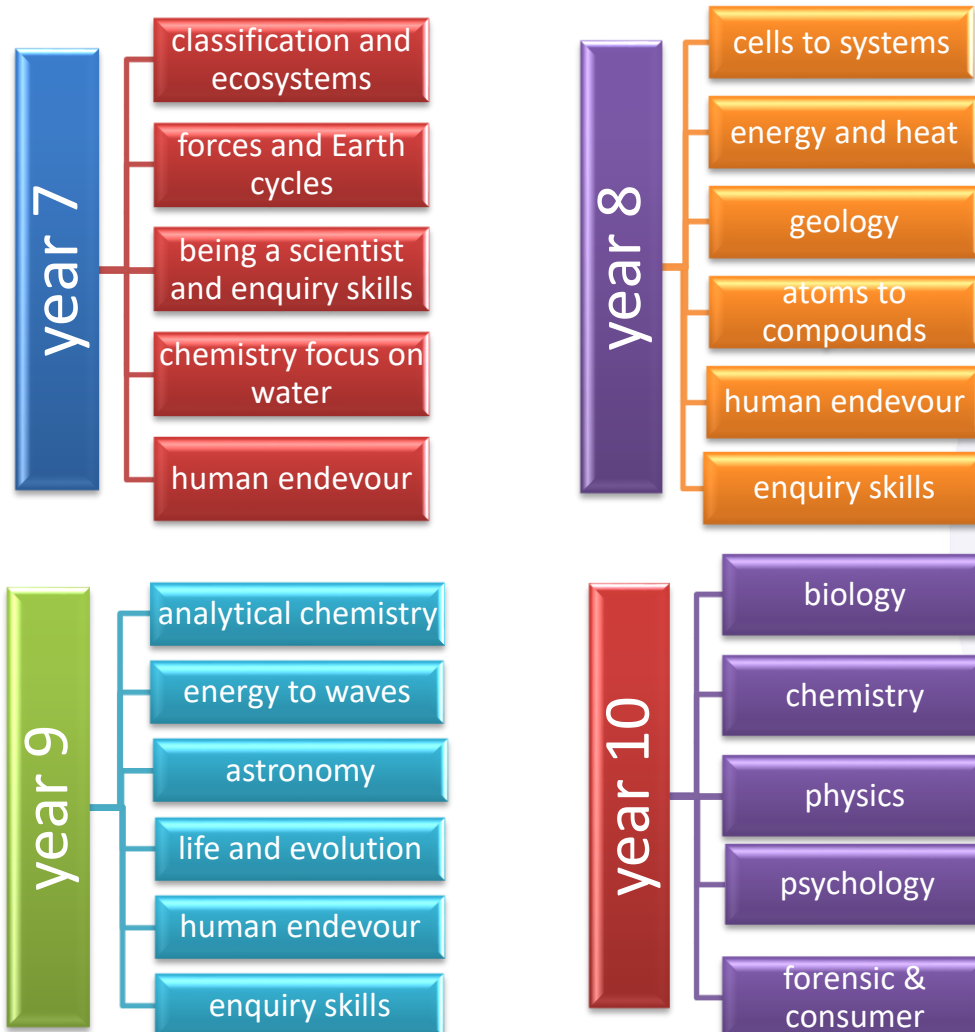 year 7
classification and
ecosystems
forces and Earth
cycles
being a scientist
and enquiry skills
chemistry focus on
water
human endevour
year 8
cells to systems
energy and heat
geology
atoms to
compounds
human endevour
enquiry skills
year 9
analytical chemistry
energy to waves
astronomy
life and evolution
human endevour
enquiry skills
year 10
biology
chemistry
physics
psychology
forensic &
consumer